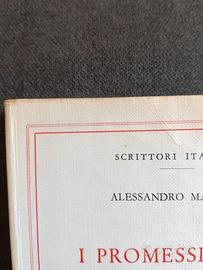 SCRITTORI ITA
ALESSANDRO MA
I PROMESSI